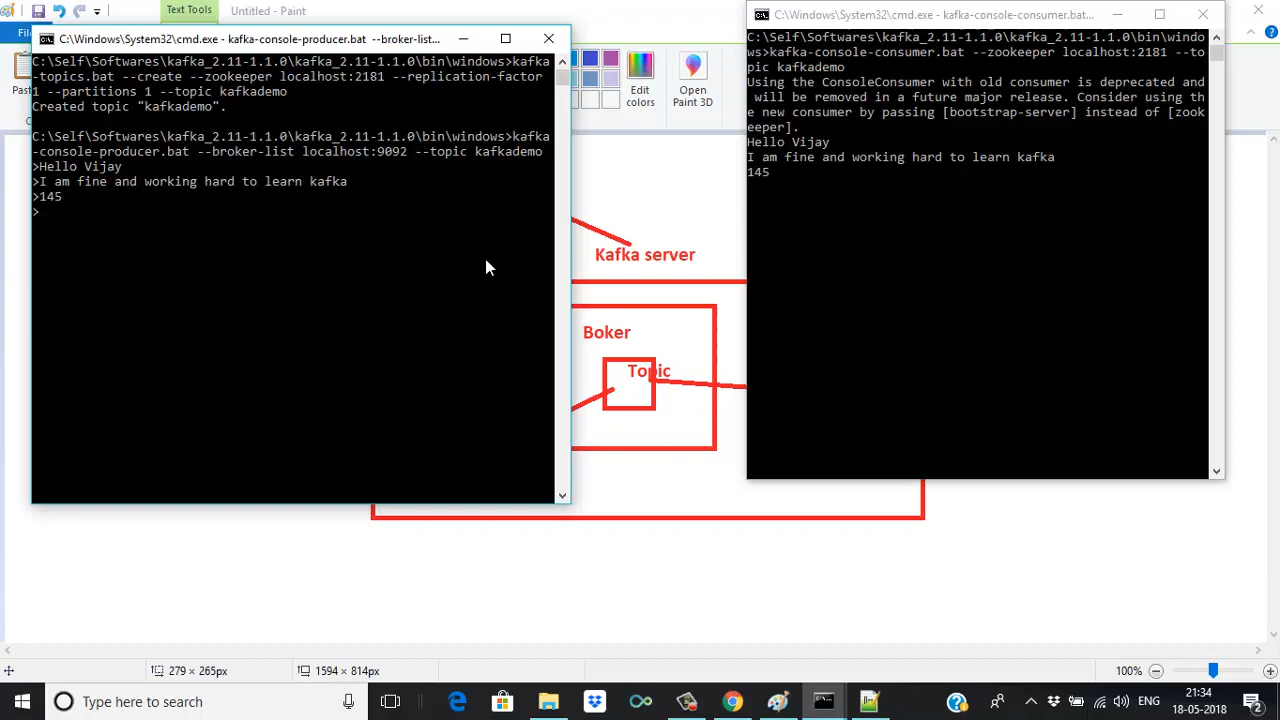 Text Tools
Untitled - Paint
C:\Windows\System32\cmd.exe - kafka-console-producer.bat --broker-list...
C:\Self\Softwares\kafka_2.11-1.1.0\kafka_2.11-1.1.0\bin\windows>kafka
-topics.bat --create --zookeeper localhost:2181 --replication-factor
1 --partitions 1 --topic kafkademo
Created topic "kafkademo".
C:\Self\Softwares\kafka_2.11-1.1.0\kafka_2.11-1.1.0\bin\windows>kafka
-console-producer.bat --broker-list localhost:9092 --topic kafkademo
>Hello Vijay
>I am fine and working hard to learn kafka
>145
>
Edit
colors
Open
Paint 3D
C:\Windows\System32\cmd.exe - kafka-console-consumer.bat...
C:\Self\Softwares\kafka_2.11-1.1.0\kafka_2.11-1.1.0\bin\windo
ws>kafka-console-consumer.bat --zookeeper localhost:2181 --to
pic kafkademo
Using the ConsoleConsumer with old consumer is deprecated and
will be removed in a future major release. Consider using th
e new consumer by passing [bootstrap-server] instead of [zook
eeper].
Hello Vijay
I am fine and working hard to learn kafka
145
Kafka server
Boker
Topic
279 × 265px
1594 × 814px
100%
Type here to search
ENG
21:34
18-05-2018
2